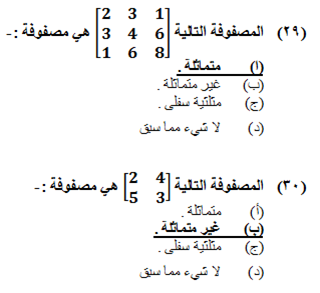 2 3 1
(٢٩) المصفوفة التالية 3 4 6 هي مصفوفة :-
1 6 8
(أ) متماثلة .
(ب) غير متماثلة .
(ج) مثلثية سفلى .
(د) لا شيء مما سبق
(٣٠) المصفوفة التالية [2 4
5 3] هي مصفوفة :-
(أ) متماثلة .
(ب) غير متماثلة .
(ج) مثلثية سفلى .
(د) لا شيء مما سبق